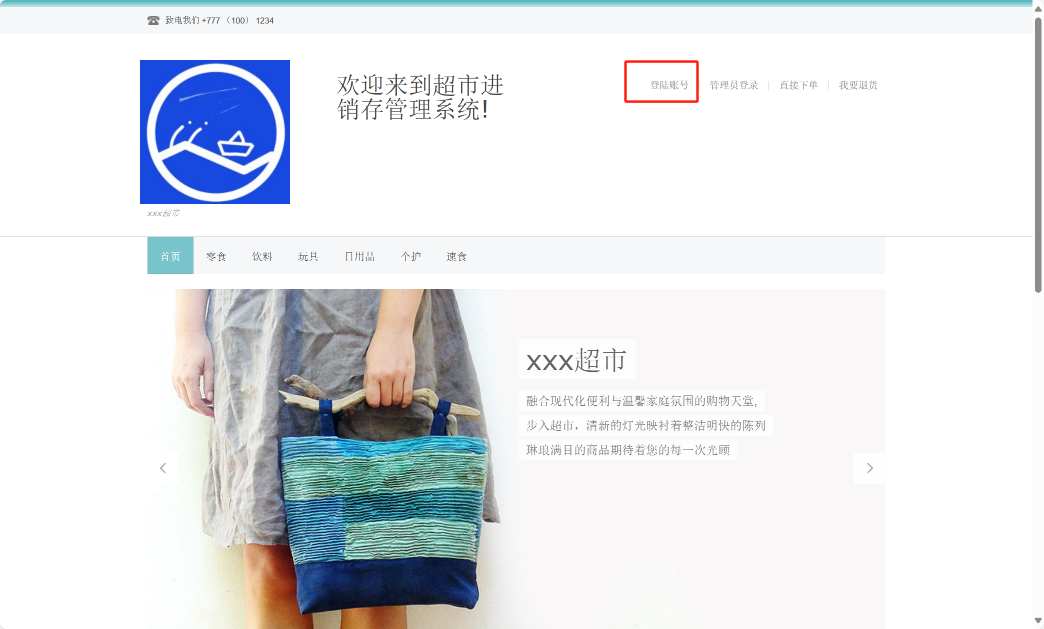 致电我们 +777 （100） 1234
欢迎来到超市进
销存管理系统!
登陆账号
管理员登录 | 直接下单 | 我要退货
xxx超市
首页 零食 饮料 玩具 日用品 个护 速食
xxx超市
融合现代化便利与温馨家庭氛围的购物天堂,
步入超市，清新的灯光映衬着整洁明快的陈列
琳琅满目的商品期待着您的每一次光顾